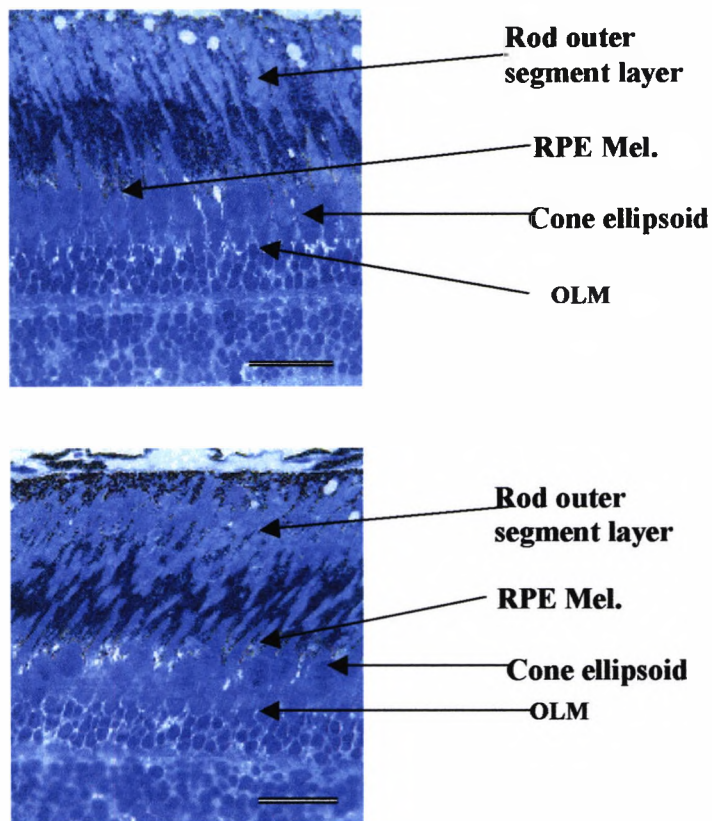 Rod outer
segment layer
RPE Mel.
Cone ellipsoid
OLM
Rod outer
segment layer
RPE Mel.
Cone ellipsoid
OLM